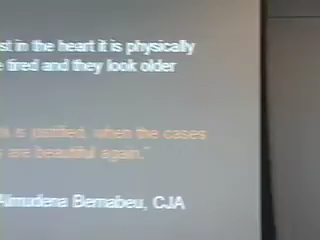 st in the heart it is physically
e tired and they look older
is justified, when the cases
are beautiful again."
Almudena Bernabeu, CJA